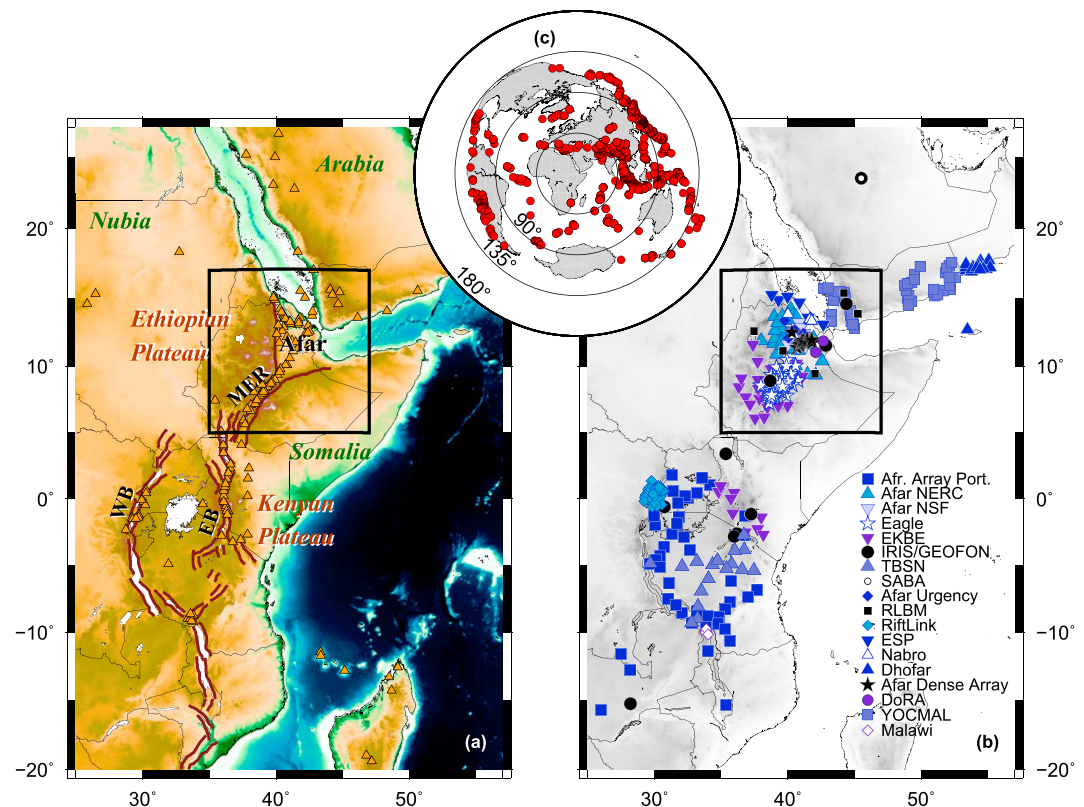 (c)
90°
135°
180°
Arabia
Nubia
Ethiopian
Plateau
Afar
MER
Somalia
WB
EB
Kenyan
Plateau
(a)
20°
10°
0°
−10°
−20°
30°
40°
50°
Afr. Array Port.
Afar NERC
Afar NSF
Eagle
EKBE
IRIS/GEOFON
TBSN
SABA
Afar Urgency
RLBM
RiftLink
ESP
Nabro
Dhofar
Afar Dense Array
DoRA
YOCMAL
Malawi
(b)
20°
10°
0°
−10°
−20°
30°
40°
50°